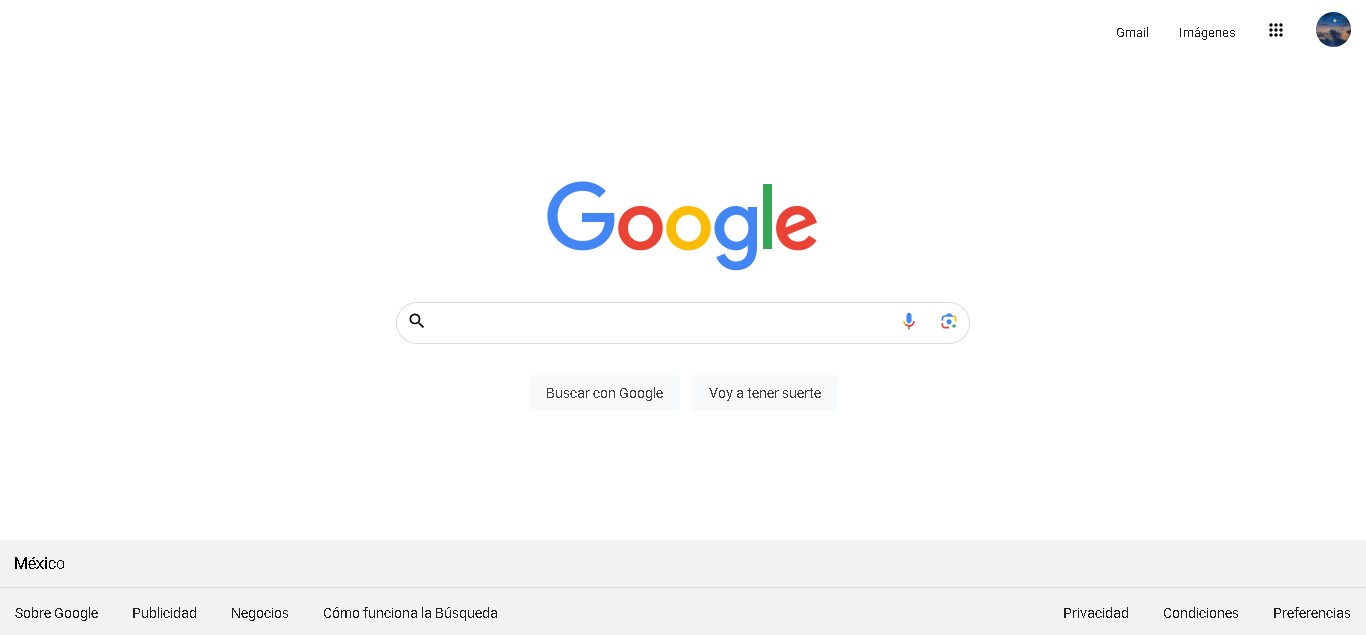 Gmail Imágenes
Google
Buscar con Google Voy a tener suerte
México
Sobre Google Publicidad Negocios Cómo funciona la Búsqueda Privacidad Condiciones Preferencias